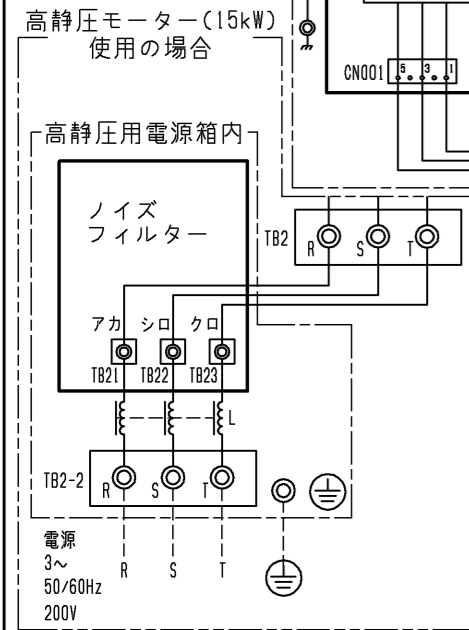 高静圧モーター(15kW)
使用の場合
CN001
5 3 1
高静圧用電源箱内
ノイズ
フィルター
TB2
R S T
アカ シロ クロ
TB21 TB22 TB23
L
TB2-2
R S T
電源
3~
50/60Hz
200V
R S T